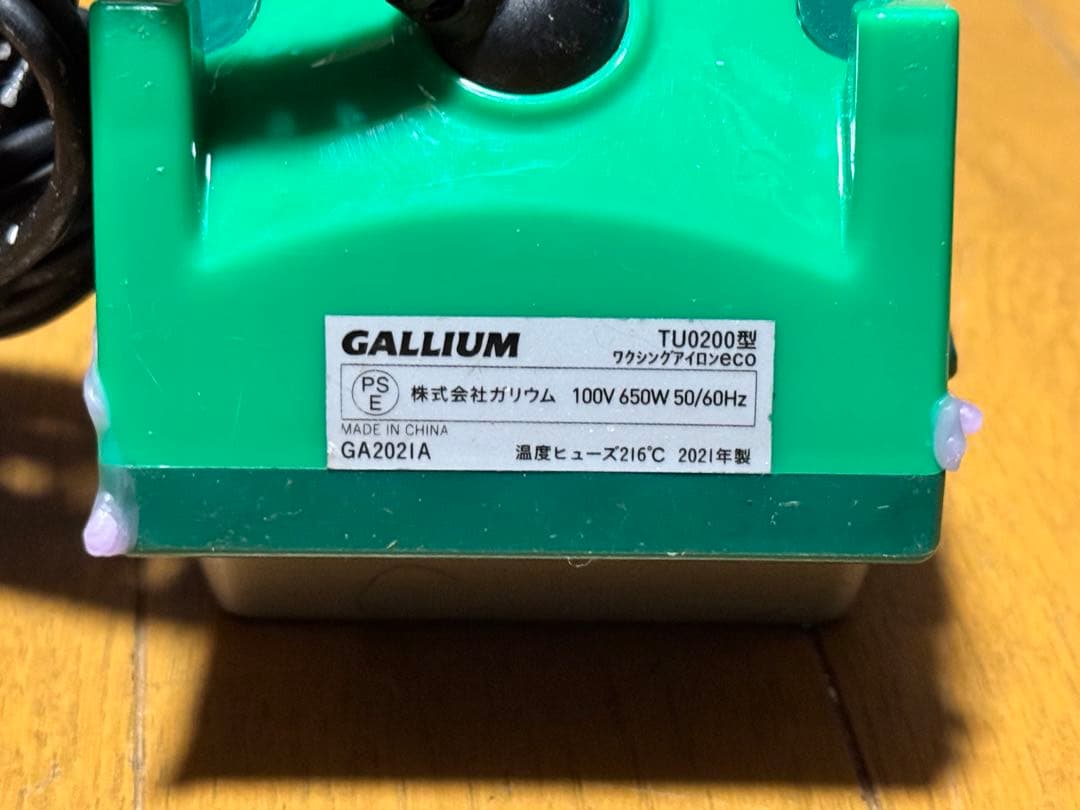 GALLIUM TU0200型
ワクシングアイロンeco
PS
E
株式会社ガリウム 100V 650W 50/60Hz
MADE IN CHINA
GA2021A 温度ヒューズ216℃ 2021年製